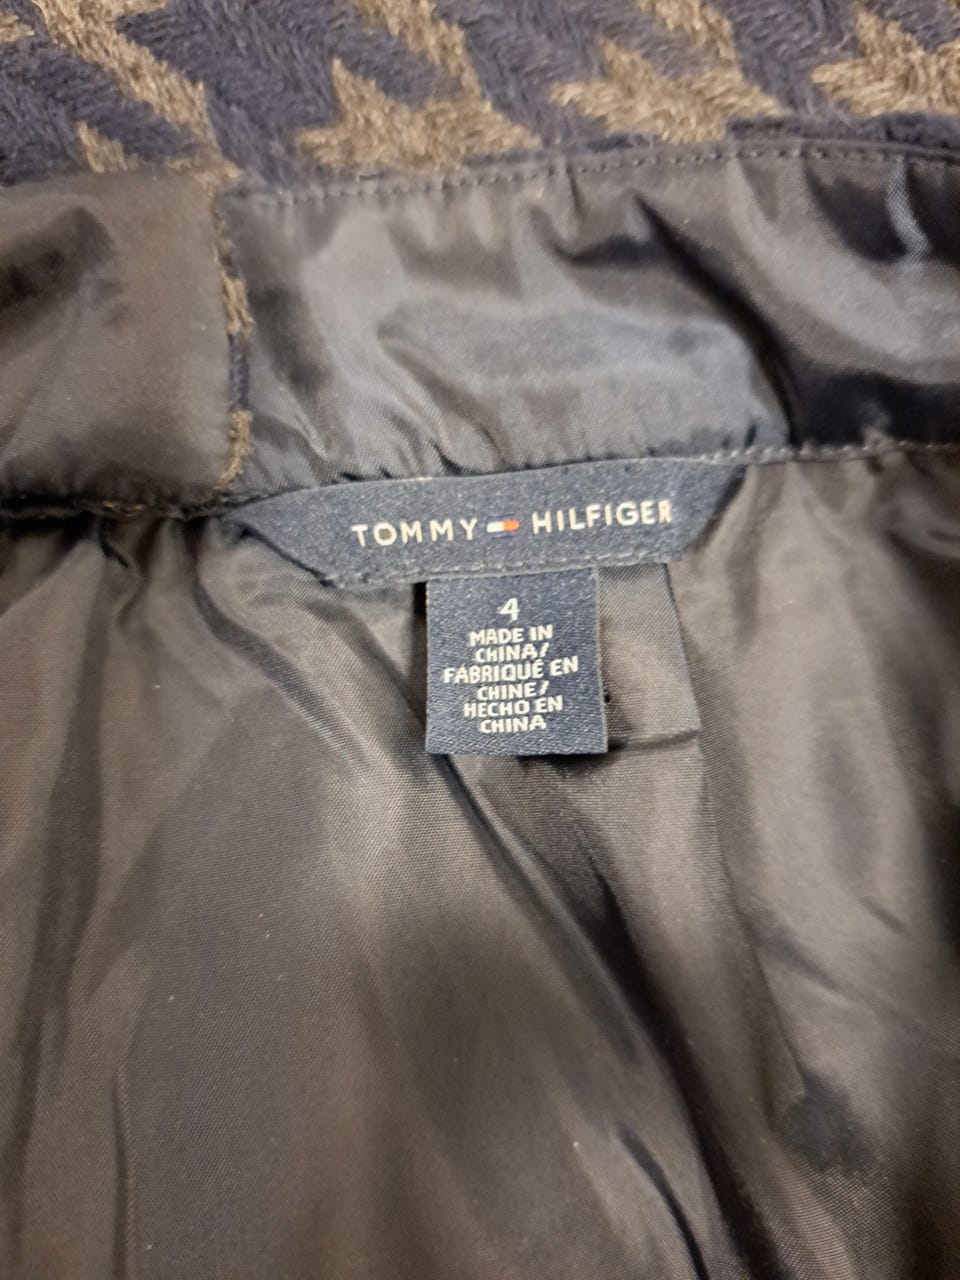 TOMMY HILFIGER
4
MADE IN
CHINA/
FABRIQUÉ EN
CHINE/
HECHO EN
CHINA